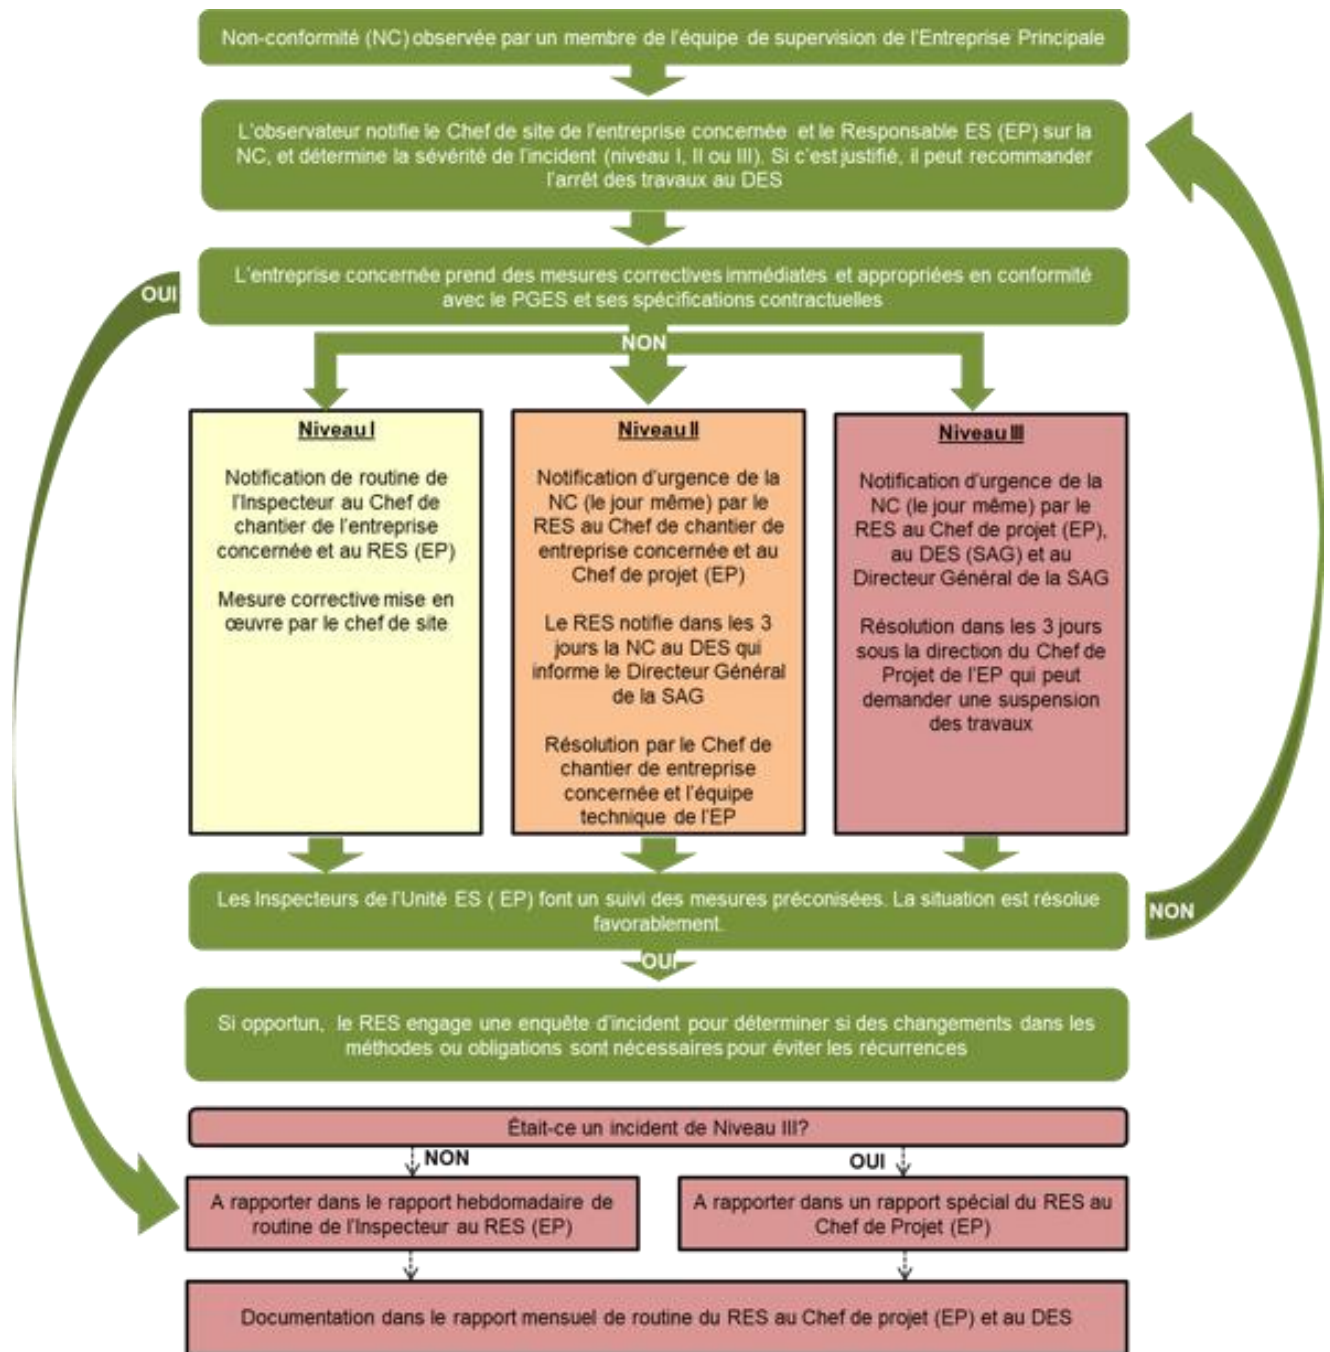 Non-conformité (NC) observée par un membre de l'équipe de supervision de l'Entreprise Principale
L'observateur notifie le Chef de site de l'entreprise concernée et le Responsable ES (EP) sur la
NC, et détermine la sévérité de l'incident (niveau I, II ou III). Si c'est justifié, il peut recommander
l'arrêt des travaux au DES
L'entreprise concernée prend des mesures correctives immédiates et appropriées en conformité
avec le PGES et ses spécifications contractuelles
OUI
NON
Niveau I
Notification de routine de
l'Inspecteur au Chef de
chantier de l'entreprise
concernée et au RES (EP)
Mesure corrective mise en
œuvre par le chef de site
Niveau II
Notification d'urgence de la
NC (le jour même) par le
RES au Chef de chantier de
entreprise concernée et au
Chef de projet (EP)
Le RES notifie dans les 3
jours la NC au DES qui
informe le Directeur Général
de la SAG
Résolution par le Chef de
chantier de entreprise
concernée et l'équipe
technique de l'EP
Niveau III
Notification d'urgence de la
NC (le jour même) par le
RES au Chef de projet (EP),
au DES (SAG) et au
Directeur Général de la SAG
Résolution dans les 3 jours
sous la direction du Chef de
Projet de l'EP qui peut
demander une suspension
des travaux
Les Inspecteurs de l'Unité ES ( EP) font un suivi des mesures préconisées. La situation est résolue
favorablement.
NON
OUI
Si opportun, le RES engage une enquête d'incident pour déterminer si des changements dans les
méthodes ou obligations sont nécessaires pour éviter les récurrences
Était-ce un incident de Niveau III?
NON
OUI
A rapporter dans le rapport hebdomadaire de
routine de l'Inspecteur au RES (EP)
A rapporter dans un rapport spécial du RES au
Chef de Projet (EP)
Documentation dans le rapport mensuel de routine du RES au Chef de projet (EP) et au DES